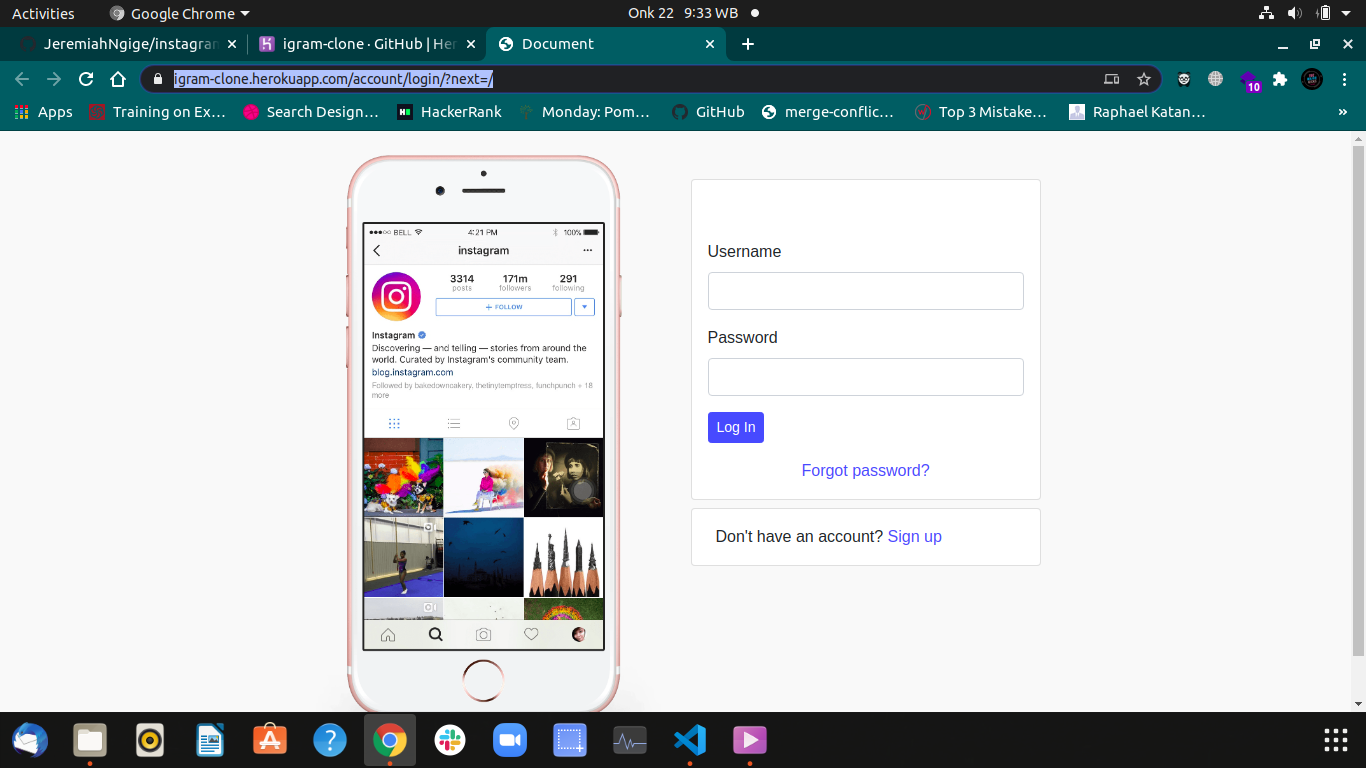 Activities Google Chrome Onk 22 9:33 WB
JeremiahNgige/instagran igram-clone · GitHub | Her Document
igram-clone.herokuapp.com/account/login/?next=/
10
Apps Training on Ex... Search Design... HackerRank Monday: Pom... GitHub merge-conflic... Top 3 Mistake... Raphael Katan... »
BELL 4:21 PM 100%
instagram
3314 171m 291
posts followers following
+ FOLLOW
Instagram
Discovering — and telling — stories from around the
world. Curated by Instagram's community team.
blog.instagram.com
Followed by bakedownoakery, thetinytemptress, funchpunch + 18
more
Username
Password
Log In
Forgot password?
Don't have an account? Sign up